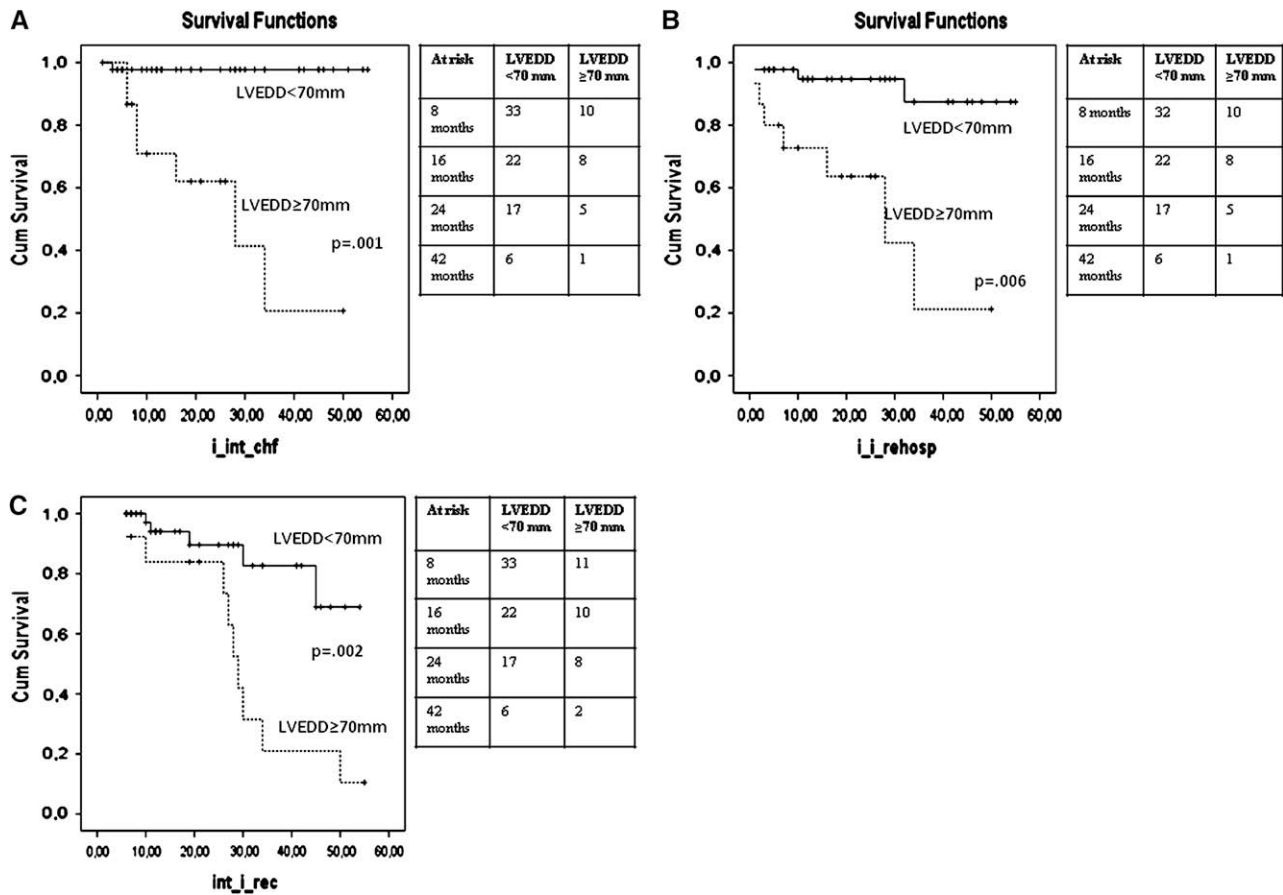 A
Survival Functions
1,0
0,8
0,6
0,4
0,2
0,0
Cum Survival
LVEDD<70mm
LVEDD≥70mm
p=.001
0,00 10,00 20,00 30,00 40,00 50,00 60,00
i_int_chf
At risk LVEDD <70 mm LVEDD ≥70 mm
8 months 33 10
16 months 22 8
24 months 17 5
42 months 6 1
B
Survival Functions
1,0
0,8
0,6
0,4
0,2
0,0
Cum Survival
LVEDD<70mm
LVEDD≥70mm
p=.006
0,00 10,00 20,00 30,00 40,00 50,00 60,00
i_i_rehosp
At risk LVEDD <70 mm LVEDD ≥70 mm
8 months 32 10
16 months 22 8
24 months 17 5
42 months 6 1
C
1,0
0,8
0,6
0,4
0,2
0,0
Cum Survival
LVEDD<70mm
p=.002
LVEDD≥70mm
0,00 10,00 20,00 30,00 40,00 50,00 60,00
int_i_rec
At risk LVEDD <70 mm LVEDD ≥70 mm
8 months 33 11
16 months 22 10
24 months 17 8
42 months 6 2